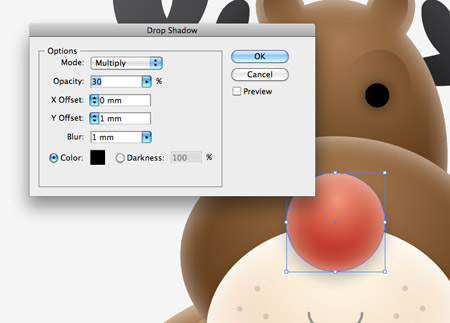 Drop Shadow
Options
Mode: Multiply
Opacity: 30 %
X Offset: 0 mm
Y Offset: 1 mm
Blur: 1 mm
Color: Darkness: 100 %
OK
Cancel
Preview